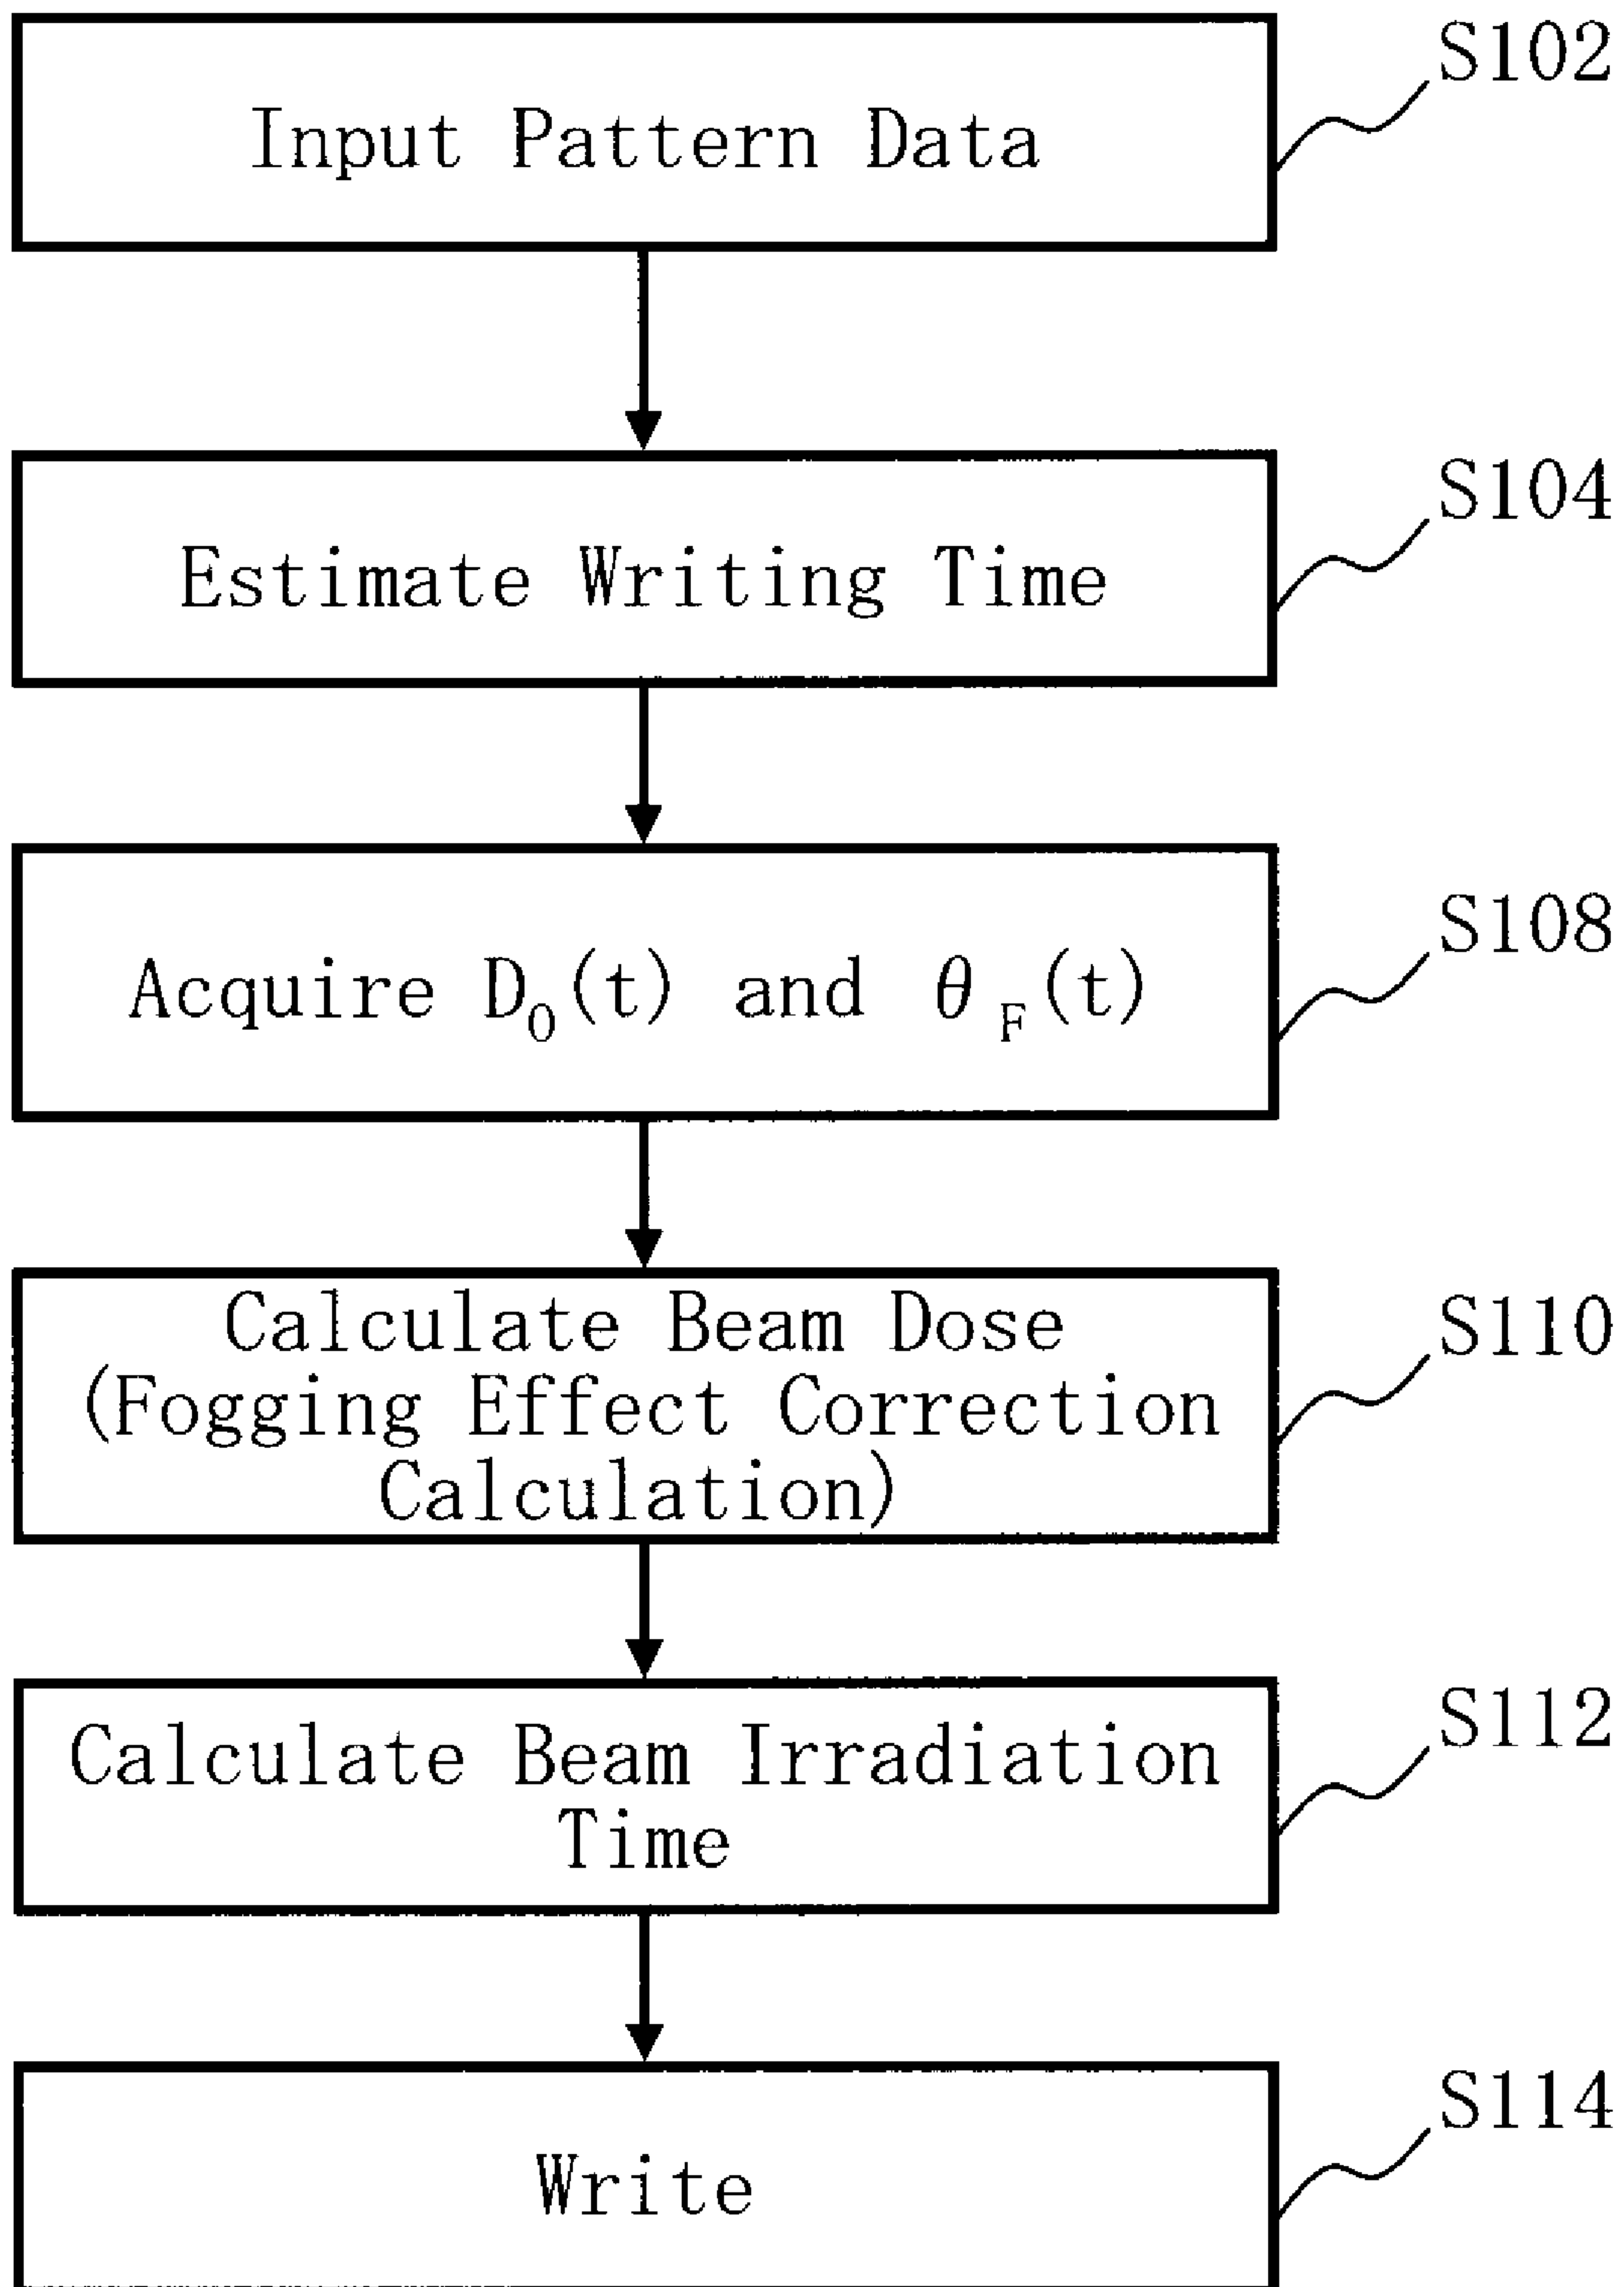 S102
Input Pattern Data
S104
Estimate Writing Time
S108
Acquire D₀(t) and θ_F(t)
S110
Calculate Beam Dose
(Fogging Effect Correction
Calculation)
S112
Calculate Beam Irradiation
Time
S114
Write